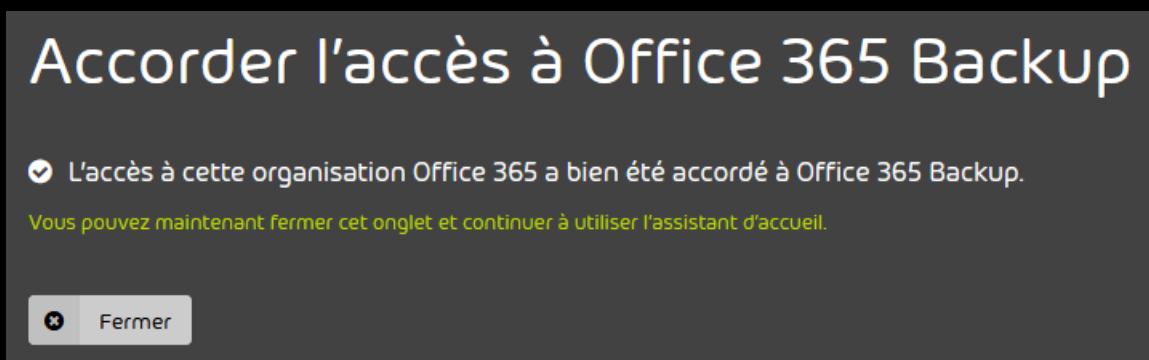 Accorder l'accès à Office 365 Backup
L'accès à cette organisation Office 365 a bien été accordé à Office 365 Backup.
Vous pouvez maintenant fermer cet onglet et continuer à utiliser l'assistant d'accueil.
Fermer